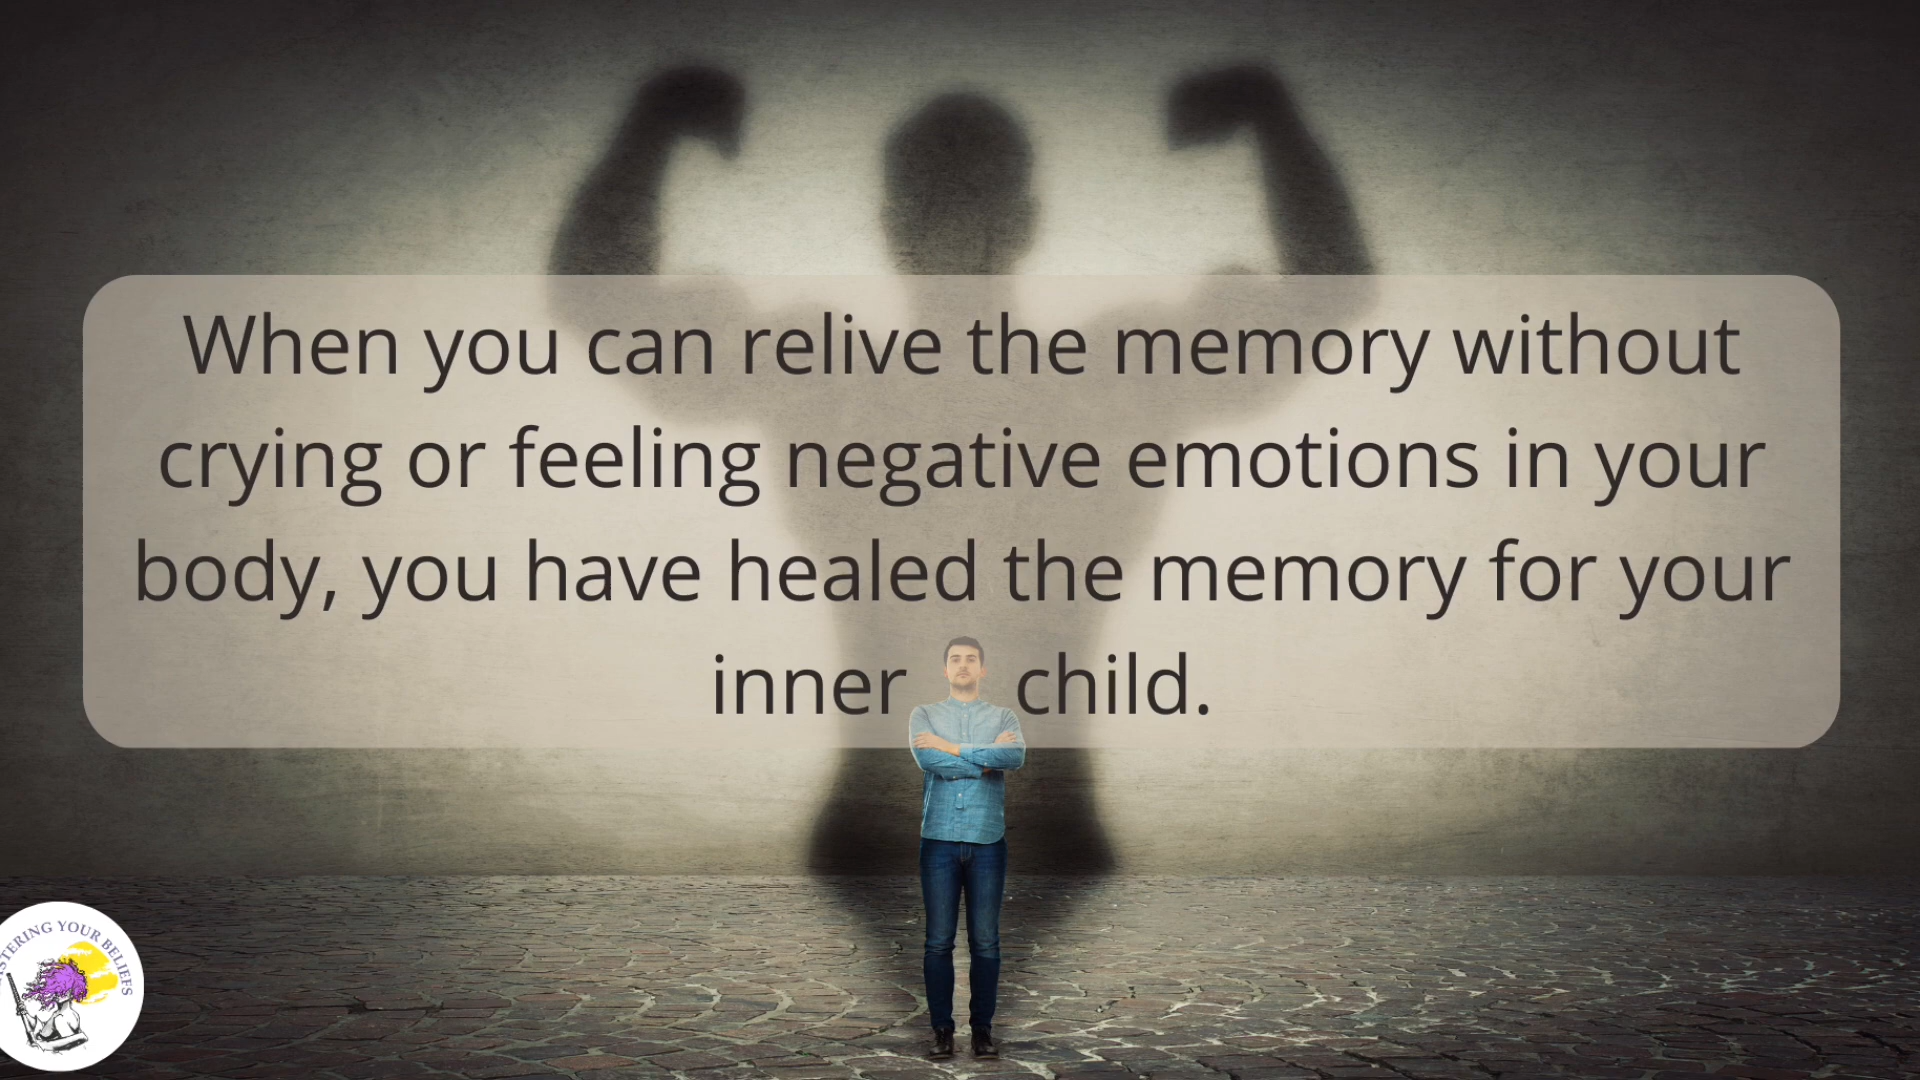 When you can relive the memory without
crying or feeling negative emotions in your
body, you have healed the memory for your
inner child.
STERING YOUR BELIEFS